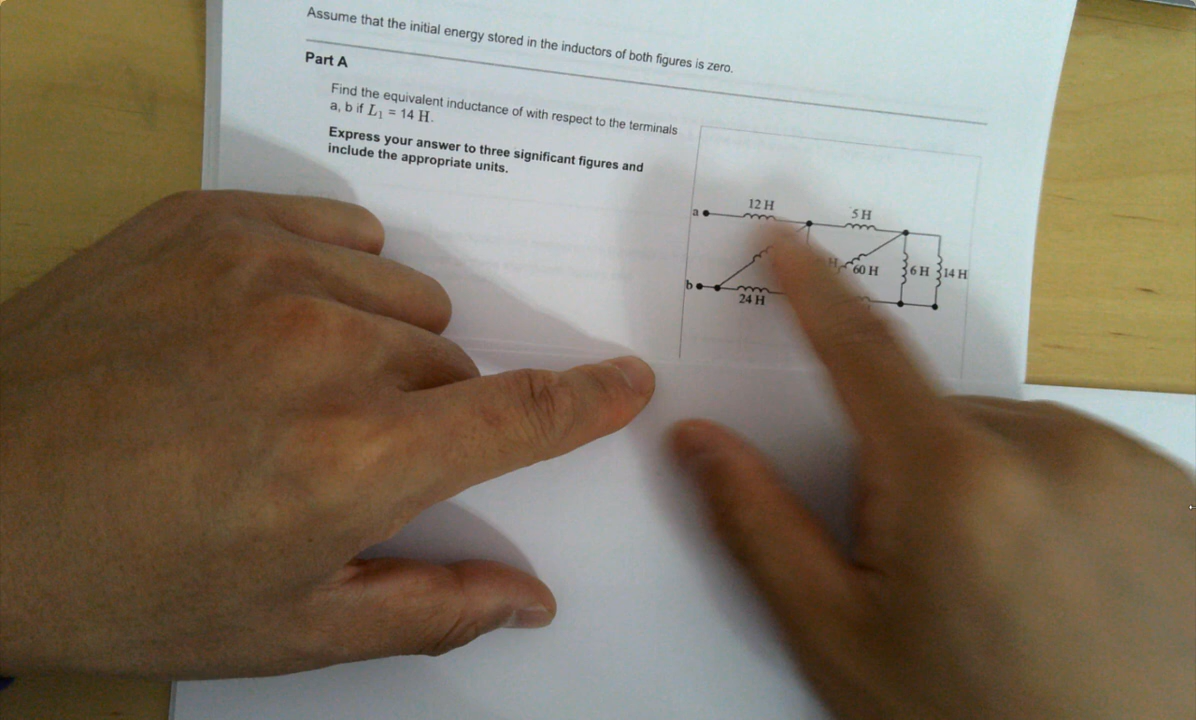 Assume that the initial energy stored in the inductors of both figures is zero.
Part A
Find the equivalent inductance of with respect to the terminals
a, b if L₁ = 14 H.
Express your answer to three significant figures and
include the appropriate units.
12 H
5 H
a
H
60 H
6 H
14 H
b
24 H